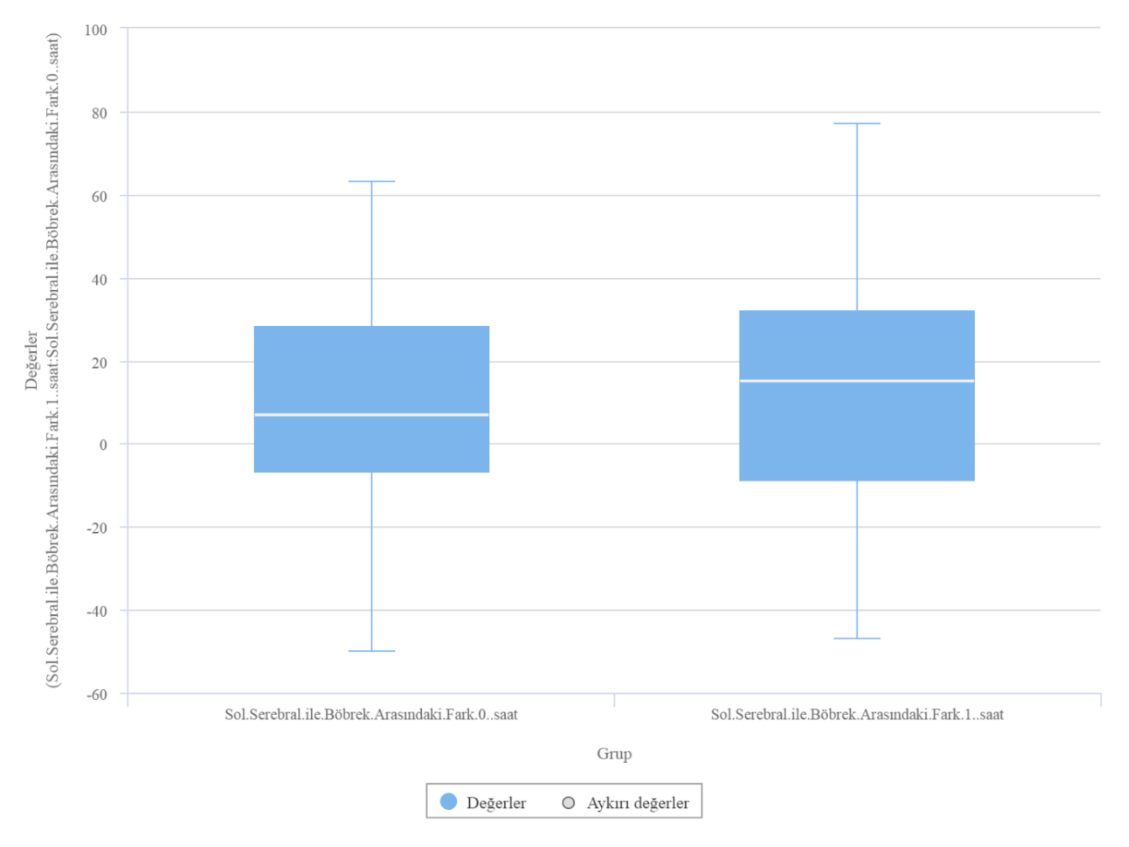 Değerler
(Sol.Serebral.ile.Böbrek.Arasındaki.Fark.1..saat:Sol.Serebral.ile.Böbrek.Arasındaki.Fark.0..saat)
100
80
60
40
20
0
-20
-40
-60
Sol.Serebral.ile.Böbrek.Arasındaki.Fark.0..saat
Sol.Serebral.ile.Böbrek.Arasındaki.Fark.1..saat
Grup
Değerler
Aykırı değerler